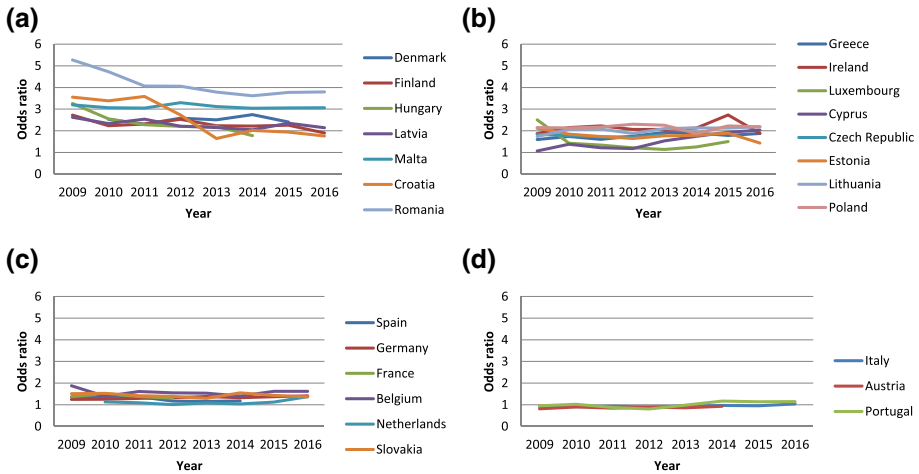 (a)
Odds ratio
6
5
4
3
2
1
0
2009 2010 2011 2012 2013 2014 2015 2016
Year
Denmark
Finland
Hungary
Latvia
Malta
Croatia
Romania
(b)
Odds ratio
6
5
4
3
2
1
0
2009 2010 2011 2012 2013 2014 2015 2016
Year
Greece
Ireland
Luxembourg
Cyprus
Czech Republic
Estonia
Lithuania
Poland
(c)
Odds ratio
6
5
4
3
2
1
0
2009 2010 2011 2012 2013 2014 2015 2016
Year
Spain
Germany
France
Belgium
Netherlands
Slovakia
(d)
Odds ratio
6
5
4
3
2
1
0
2009 2010 2011 2012 2013 2014 2015 2016
Year
Italy
Austria
Portugal